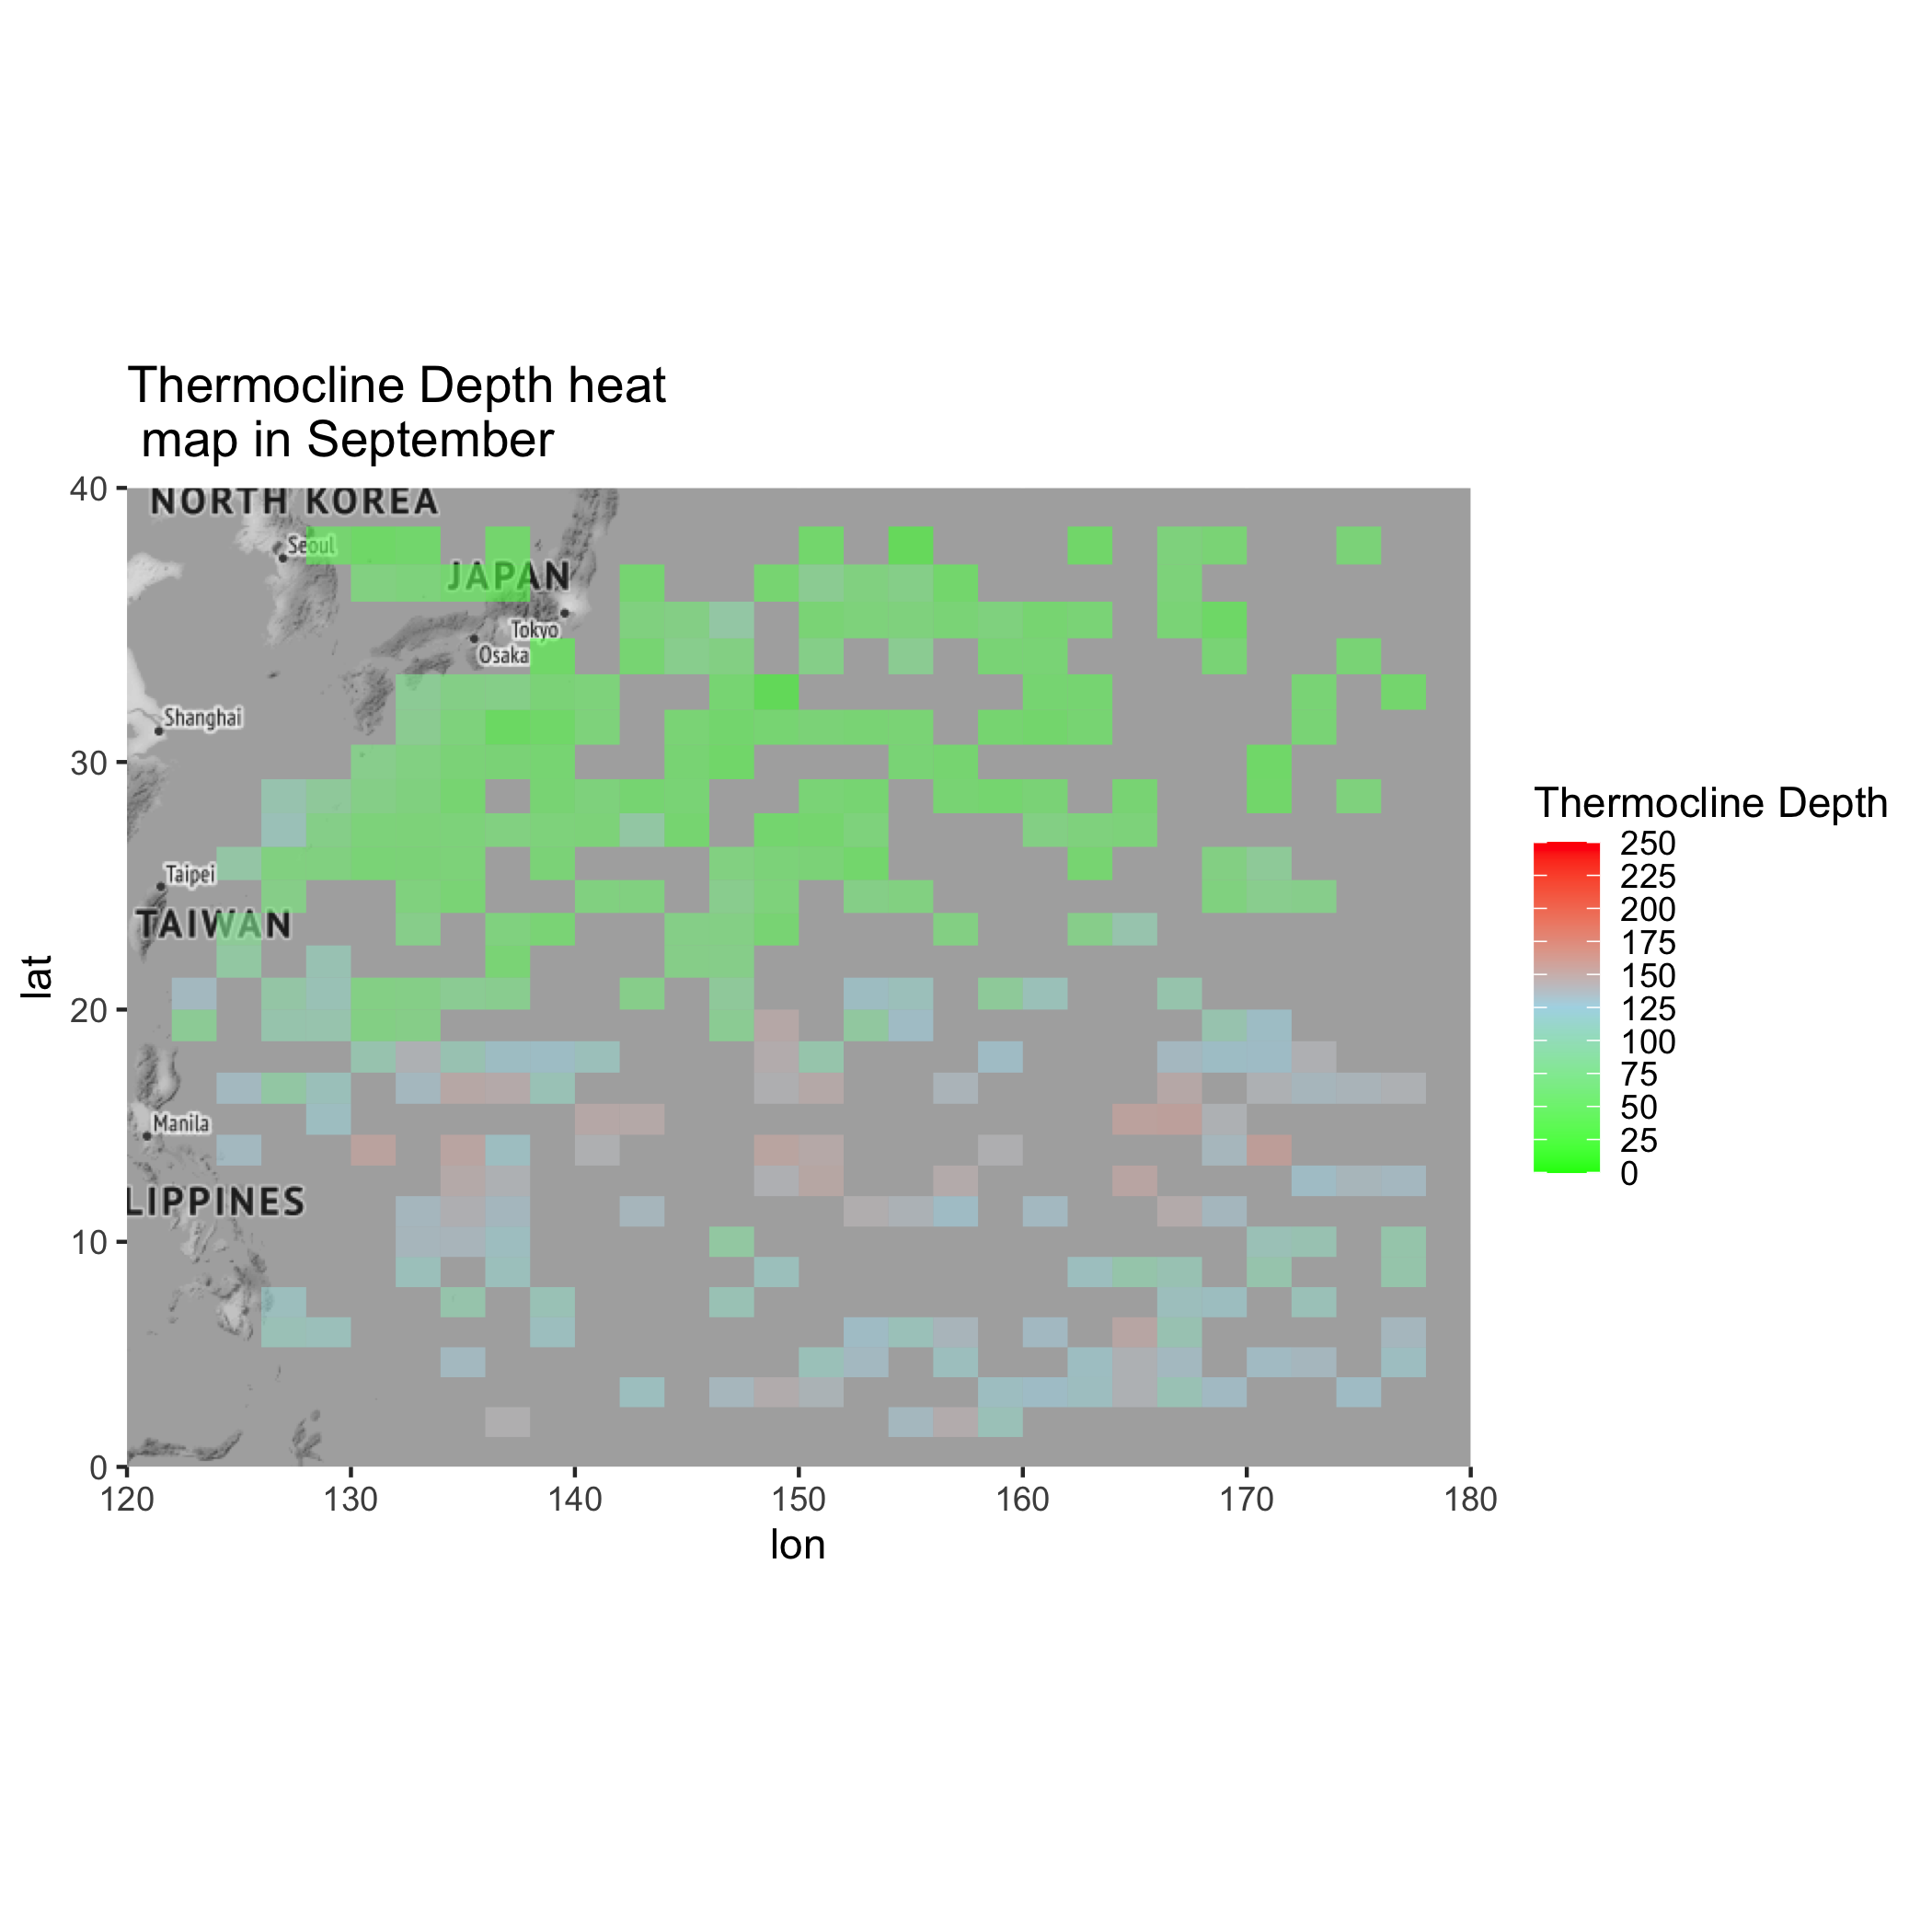 Thermocline Depth heat
map in September
40
30
20
10
0
lat
NORTH KOREA
Seoul
JAPAN
Tokyo
Osaka
Shanghai
Taipei
TAIWAN
Manila
LIPPINES
120 130 140 150 160 170 180
lon
Thermocline Depth
250
225
200
175
150
125
100
75
50
25
0